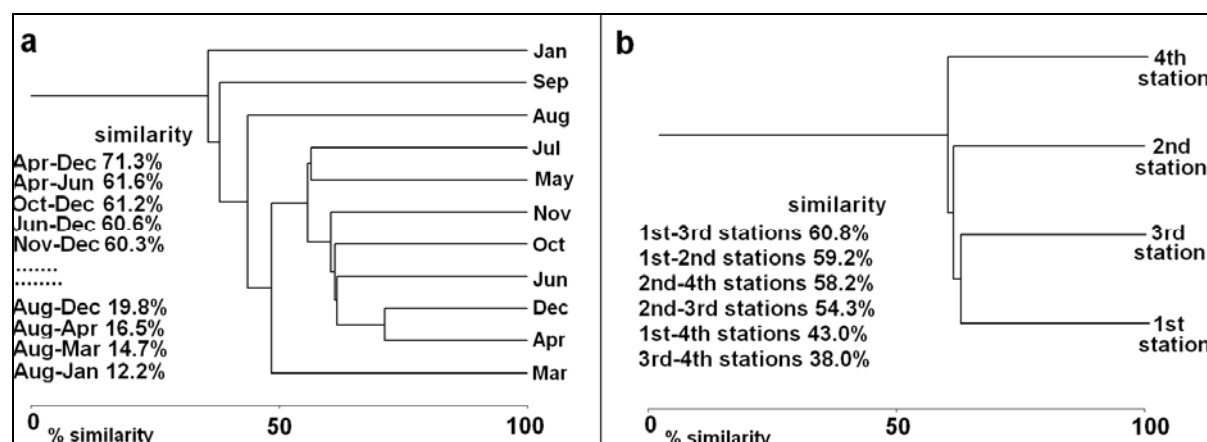 a
Jan
Sep
Aug
Jul
May
Nov
Oct
Jun
Dec
Apr
Mar
similarity
Apr-Dec 71.3%
Apr-Jun 61.6%
Oct-Dec 61.2%
Jun-Dec 60.6%
Nov-Dec 60.3%
.......
........
Aug-Dec 19.8%
Aug-Apr 16.5%
Aug-Mar 14.7%
Aug-Jan 12.2%
0 50 100
% similarity
b
4th
station
2nd
station
3rd
station
1st
station
similarity
1st-3rd stations 60.8%
1st-2nd stations 59.2%
2nd-4th stations 58.2%
2nd-3rd stations 54.3%
1st-4th stations 43.0%
3rd-4th stations 38.0%
0 50 100
% similarity